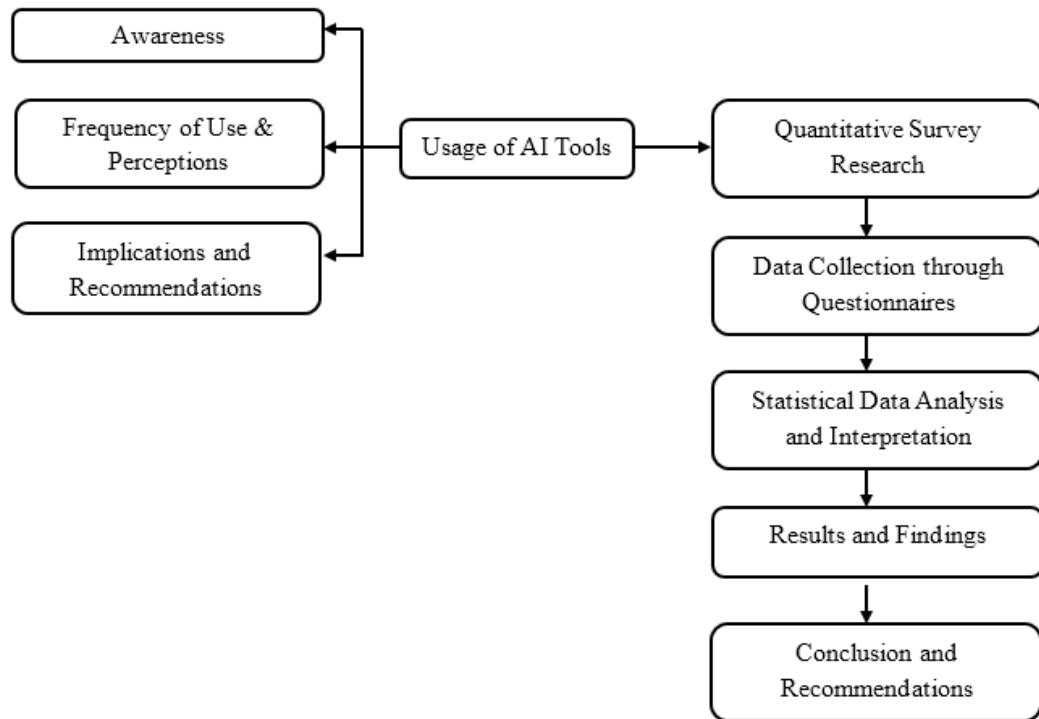 Awareness
Frequency of Use &
Perceptions
Implications and
Recommendations
Usage of AI Tools
Quantitative Survey
Research
Data Collection through
Questionnaires
Statistical Data Analysis
and Interpretation
Results and Findings
Conclusion and
Recommendations